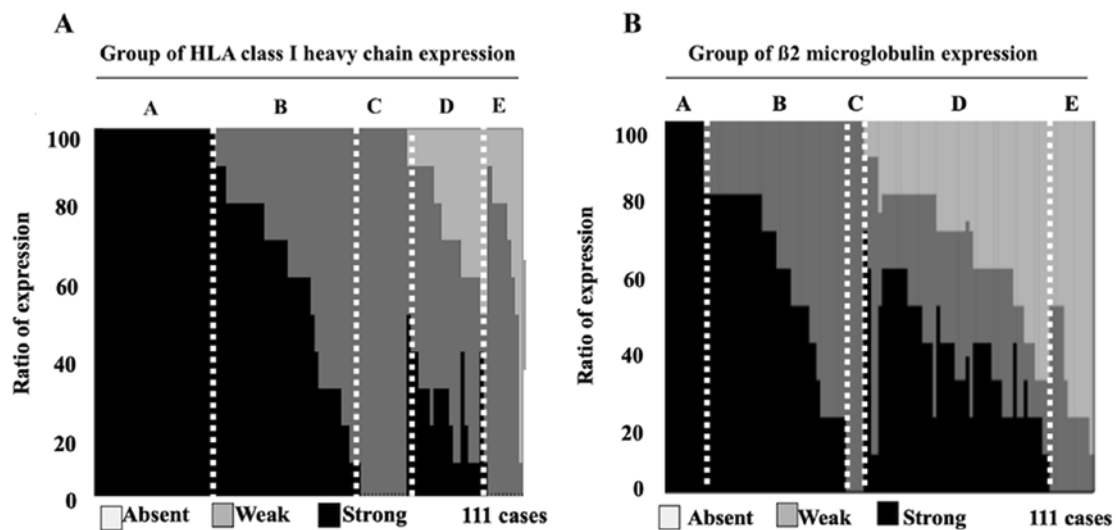 A
Group of HLA class I heavy chain expression
A B C D E
Ratio of expression
100
80
60
40
20
0
Absent Weak Strong 111 cases
B
Group of ß2 microglobulin expression
A B C D E
Ratio of expression
100
80
60
40
20
0
Absent Weak Strong 111 cases